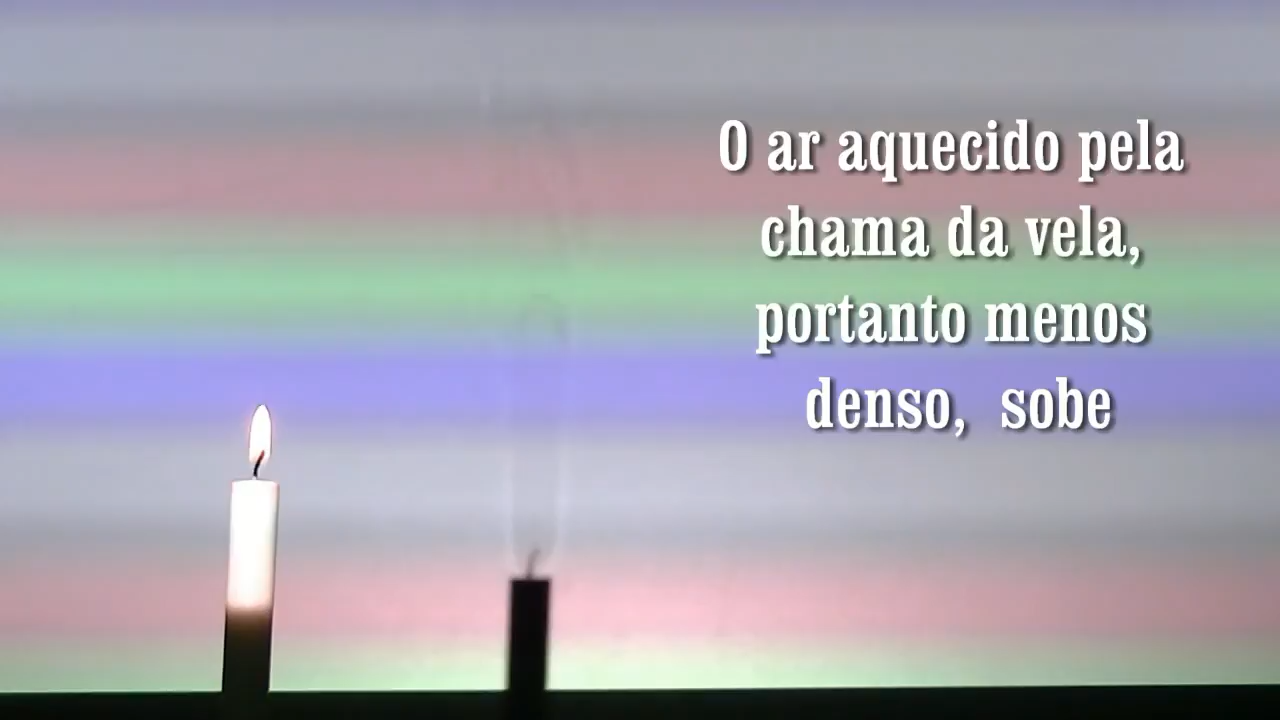 O ar aquecido pela
chama da vela,
portanto menos
denso,  sobe